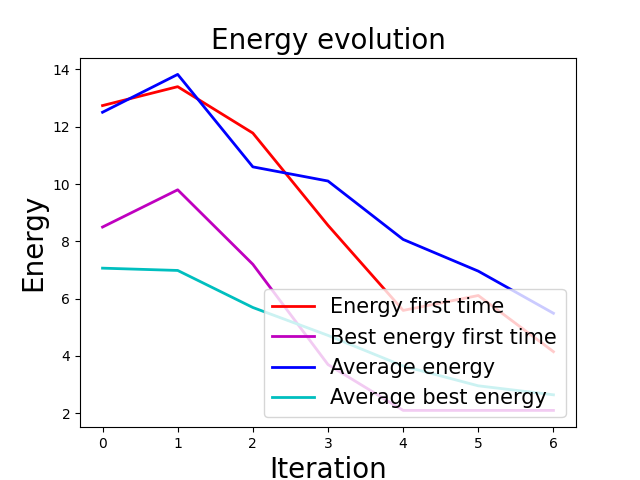 Energy evolution
Energy
14
12
10
8
6
4
2
Energy first time
Best energy first time
Average energy
Average best energy
0 1 2 3 4 5 6
Iteration